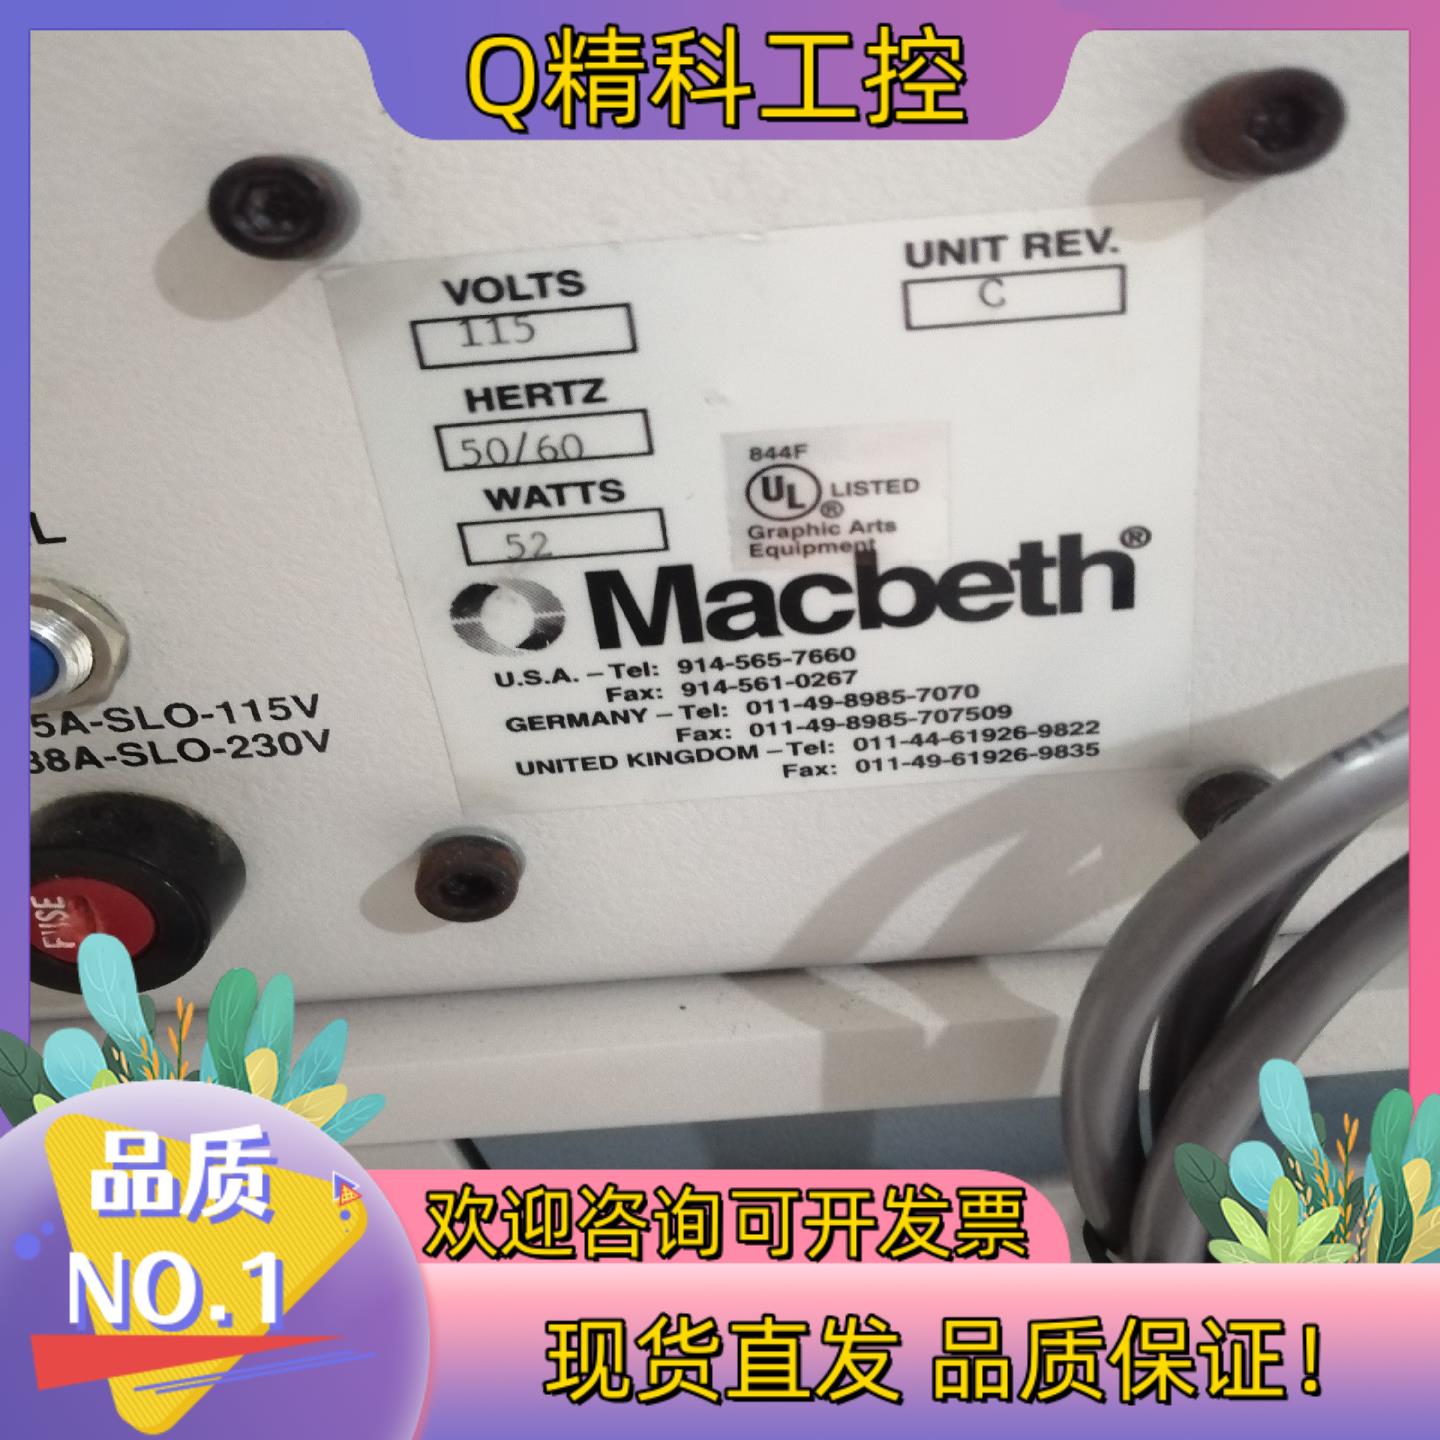 Q精科工控
VOLTS
115
UNIT REV.
C
HERTZ
50/60
WATTS
52
844F
UL LISTED
®
Graphic Arts
Equipment
Macbeth®
U.S.A. – Tel: 914-565-7660
Fax: 914-561-0267
GERMANY – Tel: 011-49-8985-7070
Fax: 011-49-8985-707509
UNITED KINGDOM – Tel: 011-44-61926-9822
Fax: 011-49-61926-9835
L
5A-SLO-115V
38A-SLO-230V
FUSE
品质
NO.1
欢迎咨询可开发票
现货直发 品质保证！